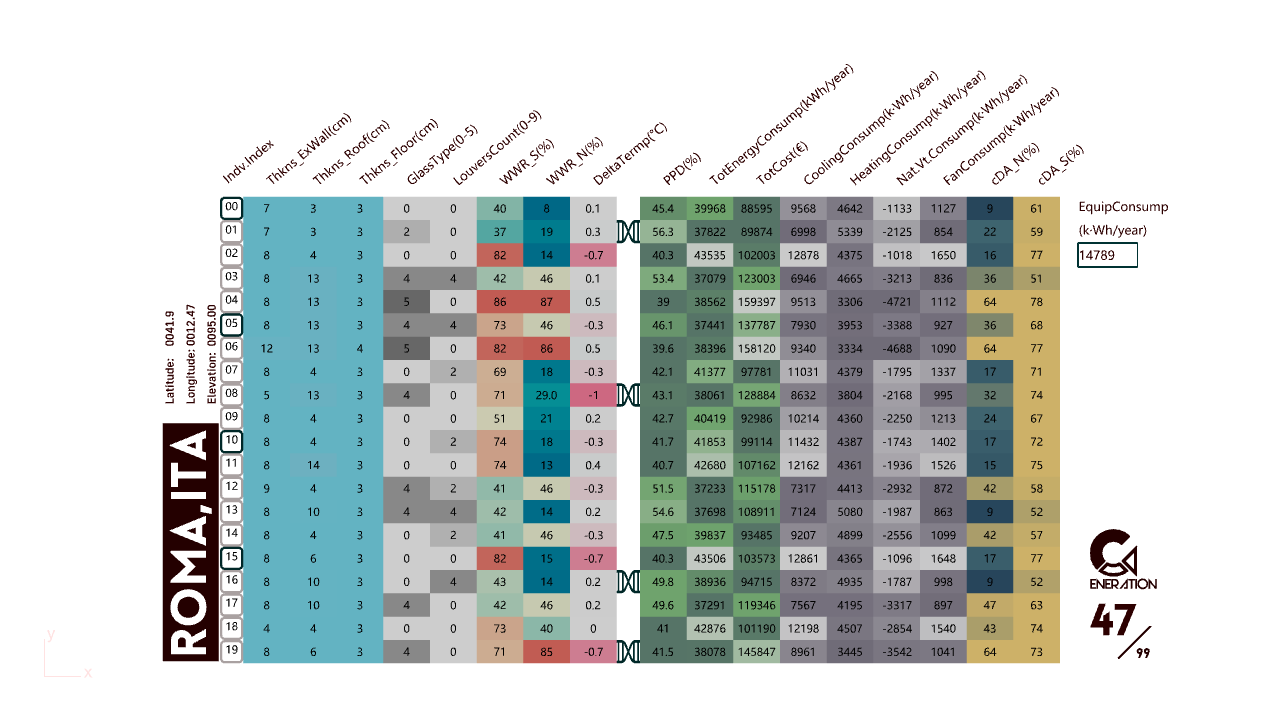 Indv.Index Thkns_ExWall(cm) Thkns_Roof(cm) Thkns_Floor(cm) GlassType(0-5) LouversCount(0-9) WWR_S(%) WWR_N(%) DeltaTermp(°C) PPD(%) TotEnergyConsump(kWh/year) TotCost(€) CoolingConsump(k·Wh/year) HeatingConsump(k·Wh/year) Nat.Vt.Consump(k·Wh/year) FanConsump(k·Wh/year) cDA_N(%) cDA_S(%)
00 7 3 3 0 0 40 8 0.1 45.4 39968 88595 9568 4642 -1133 1127 9 61
01 7 3 3 2 0 37 19 0.3 56.3 37822 89874 6998 5339 -2125 854 22 59
02 8 4 3 0 0 82 14 -0.7 40.3 43535 102003 12878 4375 -1018 1650 16 77
03 8 13 3 4 4 42 46 0.1 53.4 37079 123003 6946 4665 -3213 836 36 51
04 8 13 3 5 0 86 87 0.5 39 38562 159397 9513 3306 -4721 1112 64 78
05 8 13 3 4 4 73 46 -0.3 46.1 37441 137787 7930 3953 -3388 927 36 68
06 12 13 4 5 0 82 86 0.5 39.6 38396 158120 9340 3334 -4688 1090 64 77
07 8 4 3 0 2 69 18 -0.3 42.1 41377 97781 11031 4379 -1795 1337 17 71
08 5 13 3 4 0 71 29.0 -1 43.1 38061 128884 8632 3804 -2168 995 32 74
09 8 4 3 0 0 51 21 0.2 42.7 40419 92986 10214 4360 -2250 1213 24 67
10 8 4 3 0 2 74 18 -0.3 41.7 41853 99114 11432 4387 -1743 1402 17 72
11 8 14 3 0 0 74 13 0.4 40.7 42680 107162 12162 4361 -1936 1526 15 75
12 9 4 3 4 2 41 46 -0.3 51.5 37233 115178 7317 4413 -2932 872 42 58
13 8 10 3 4 4 42 14 0.2 54.6 37698 108911 7124 5080 -1987 863 9 52
14 8 4 3 0 2 41 46 -0.3 47.5 39837 93485 9207 4899 -2556 1099 42 57
15 8 6 3 0 0 82 15 -0.7 40.3 43506 103573 12861 4365 -1096 1648 17 77
16 8 10 3 0 4 43 14 0.2 49.8 38936 94715 8372 4935 -1787 998 9 52
17 8 10 3 4 0 42 46 0.2 49.6 37291 119346 7567 4195 -3317 897 47 63
18 4 4 3 0 0 73 40 0 41 42876 101190 12198 4507 -2854 1540 43 74
19 8 6 3 4 0 71 85 -0.7 41.5 38078 145847 8961 3445 -3542 1041 64 73
EquipConsump
(k·Wh/year)
14789
Latitude: 0041.9
Longitude: 0012.47
Elevation: 0095.00
ROMA,ITA
ENERATION
47/99
y
x